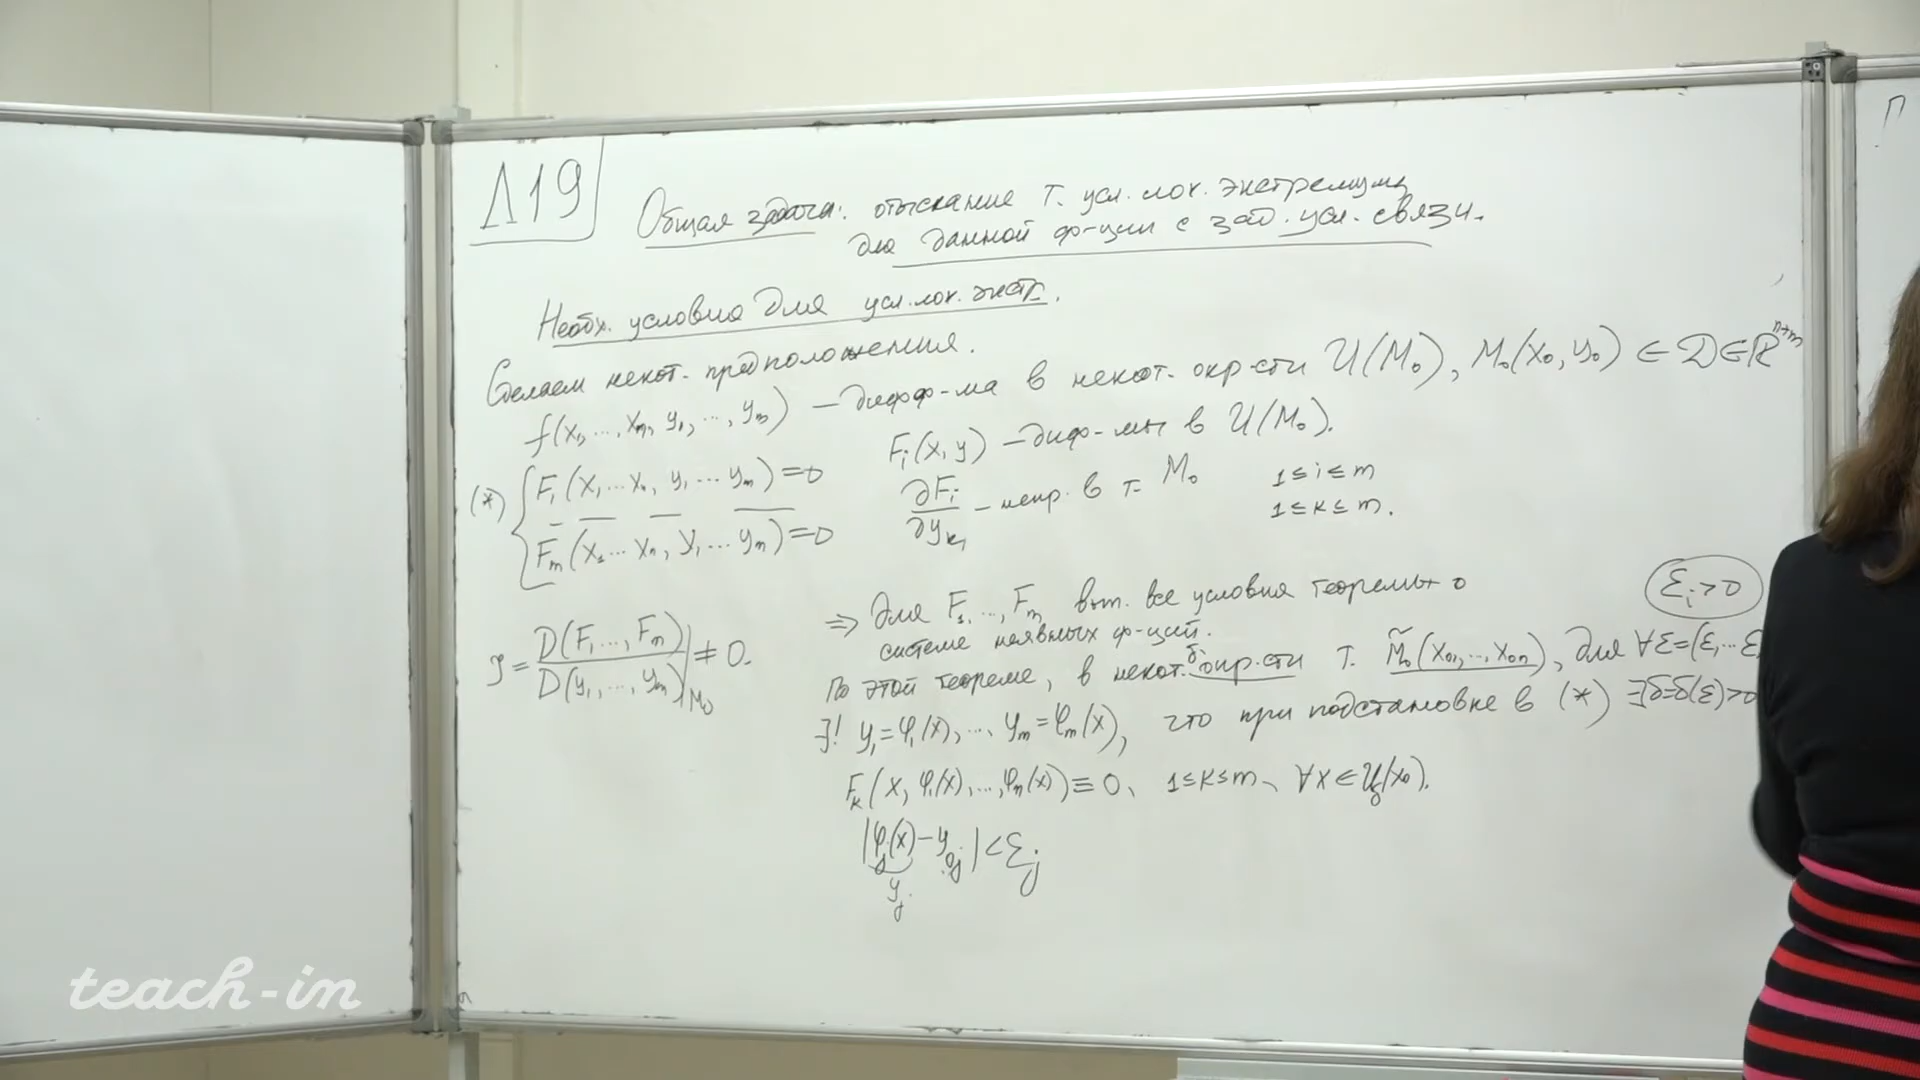 Л19
Общая задача: отыскание т. усл. лок. экстремума
для данной ф-ции с зад. усл. связи.
Необх. условия для усл. лок. экстр.
Сделаем некот. предположения.
f(x₁, ..., xₙ, y₁, ..., yₘ) – дифф-ма в некот. окр-сти U(M₀), M₀(x₀, y₀) ∈ D ∈ ℝⁿ⁺ᵐ
(*) { F₁(x₁ ... xₙ, y₁ ... yₘ) = 0
Fₘ(x₁ ... xₙ, y₁ ... yₘ) = 0
Fᵢ(x, y) – диф-мы в U(M₀).
∂Fᵢ/∂yₖ – непр. в т. M₀ 1 ≤ i ≤ m
1 ≤ k ≤ m.
J = D(F₁, ..., Fₘ)/D(y₁, ..., yₘ)|M₀ ≠ 0.
⇒ Для F₁, ..., Fₘ вып. все условия теоремы о
системе неявных ф-ций.
εᵢ > 0
По этой теореме, в некот. δ окр-сти т. M̃₀(x₀₁, ..., x₀ₙ), для ∀ε = (ε₁ ... ε
∃! y₁ = φ₁(x), ... yₘ = φₘ(x), что при подстановке в (*) ∃δ=δ(ε)>0
Fₖ(x, φ₁(x), ..., φₘ(x)) ≡ 0, 1 ≤ k ≤ m, ∀x ∈ U_δ(x₀).
|φⱼ(x) – y₀ⱼ| < εⱼ
yⱼ
П
teach-in